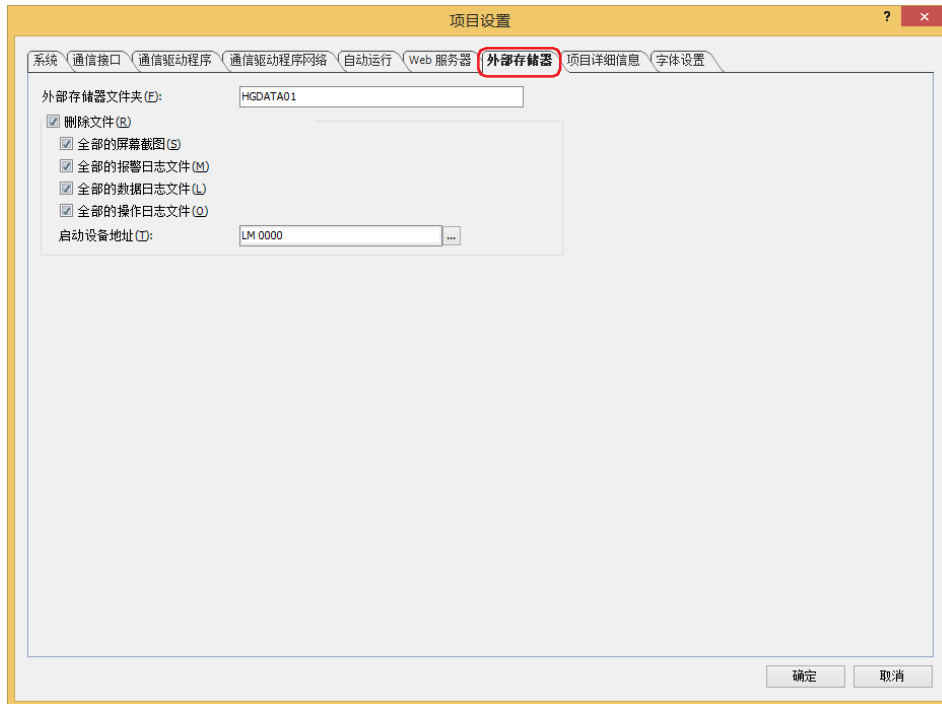 项目设置
? ×
系统 通信接口 通信驱动程序 通信驱动程序网络 自动运行 Web 服务器 外部存储器 项目详细信息 字体设置
外部存储器文件夹(F): HGDATA01
删除文件(R)
全部的屏幕截图(S)
全部的报警日志文件(M)
全部的数据日志文件(L)
全部的操作日志文件(O)
启动设备地址(T): LM 0000 ...
确定 取消